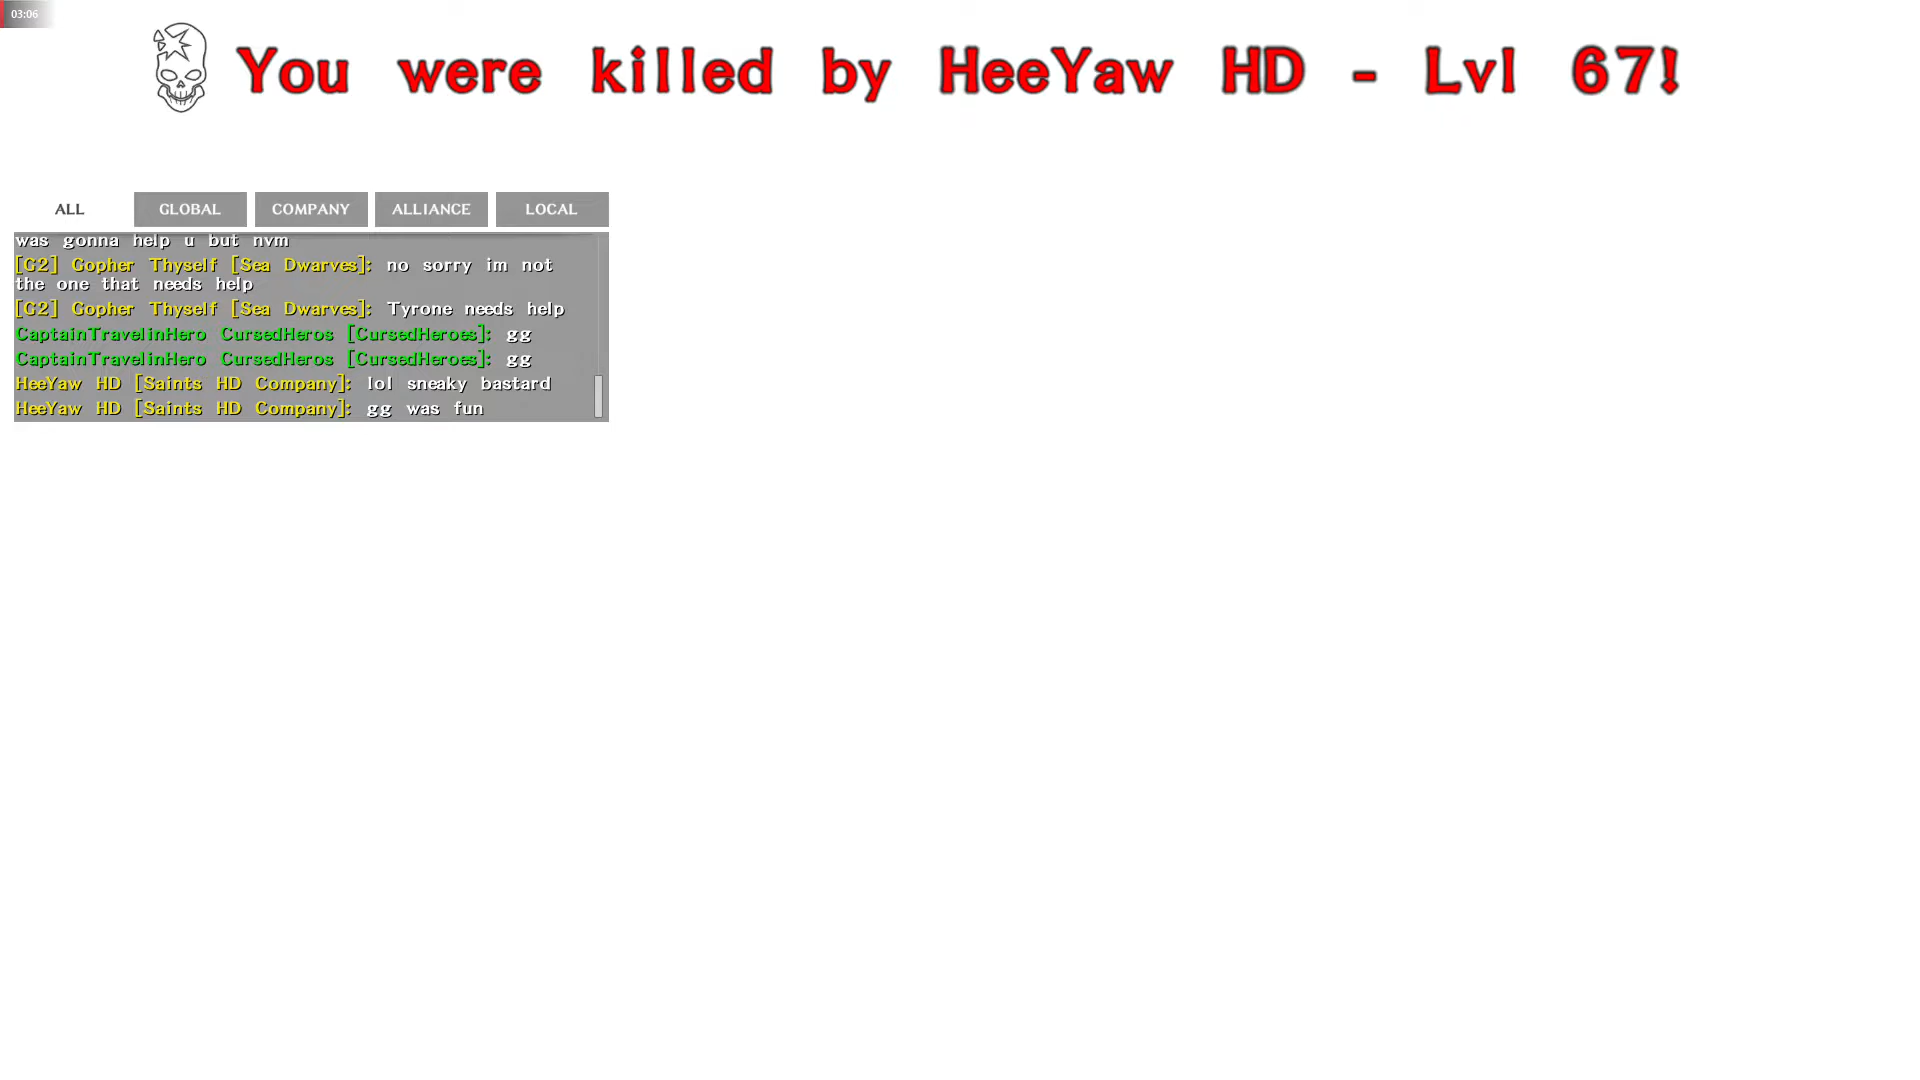 03:06
You were killed by HeeYaw HD - Lvl 67!
ALL GLOBAL COMPANY ALLIANCE LOCAL
was gonna help u but nvm
[G2] Gopher Thyself [Sea Dwarves]: no sorry im not
the one that needs help
[G2] Gopher Thyself [Sea Dwarves]: Tyrone needs help
CaptainTravelinHero CursedHeros [CursedHeroes]: gg
CaptainTravelinHero CursedHeros [CursedHeroes]: gg
HeeYaw HD [Saints HD Company]: lol sneaky bastard
HeeYaw HD [Saints HD Company]: gg was fun